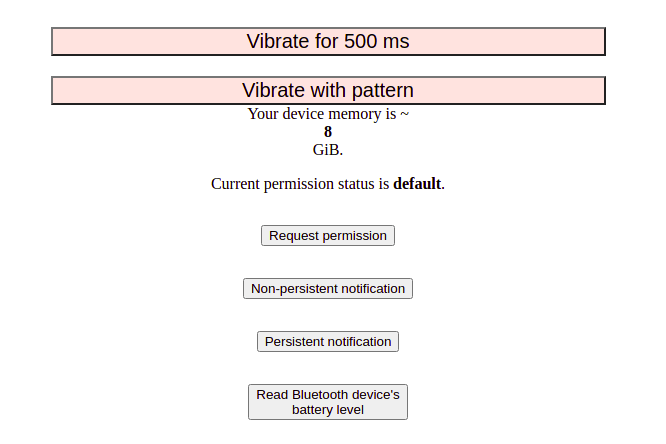 Vibrate for 500 ms
Vibrate with pattern
Your device memory is ~
8
GiB.
Current permission status is default.
Request permission
Non-persistent notification
Persistent notification
Read Bluetooth device's
battery level